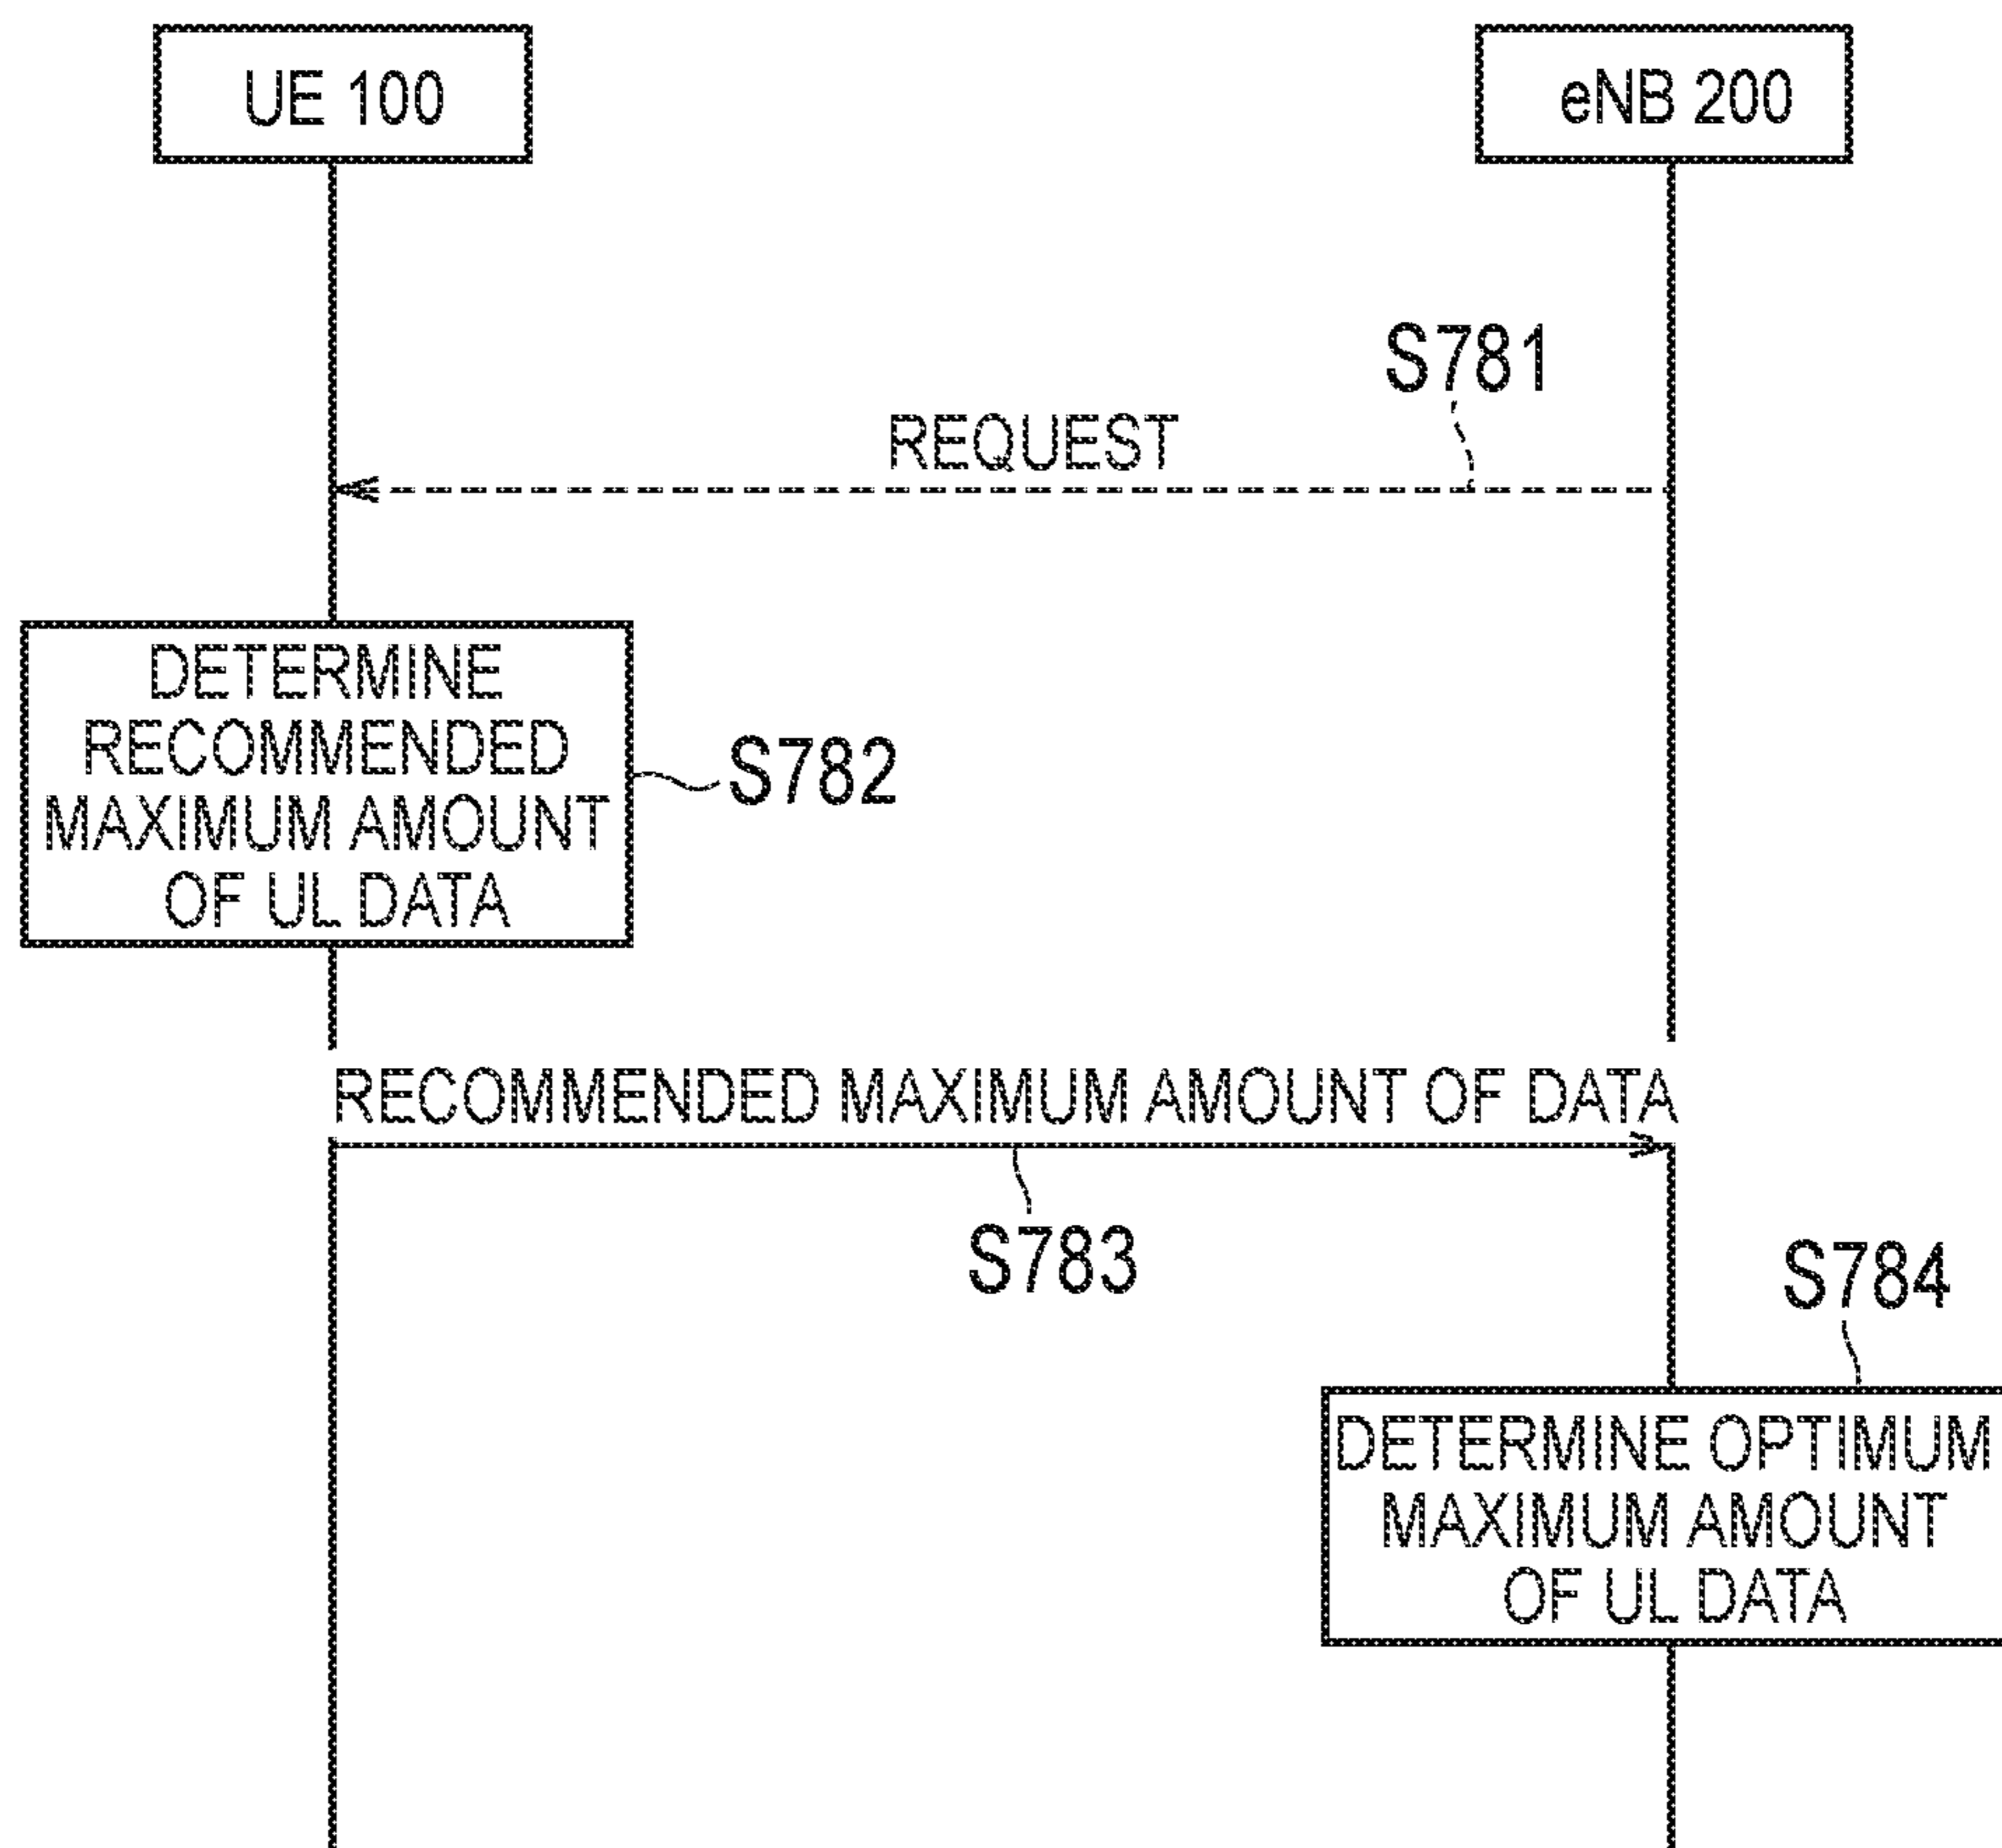 UE 100
eNB 200
S781
REQUEST
DETERMINE
RECOMMENDED
MAXIMUM AMOUNT
OF UL DATA
S782
RECOMMENDED MAXIMUM AMOUNT OF DATA
S783
S784
DETERMINE OPTIMUM
MAXIMUM AMOUNT
OF UL DATA